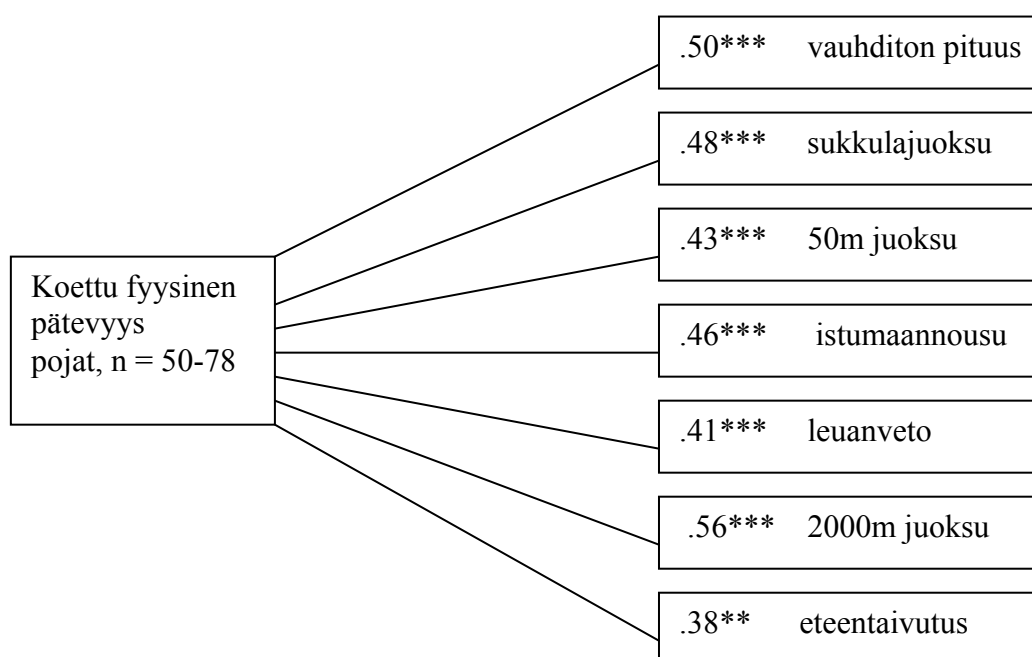 .50*** vauhditon pituus
.48*** sukkulajuoksu
.43*** 50m juoksu
Koettu fyysinen
pätevyys
pojat, n = 50-78
.46*** istumaannousu
.41*** leuanveto
.56*** 2000m juoksu
.38** eteentaivutus